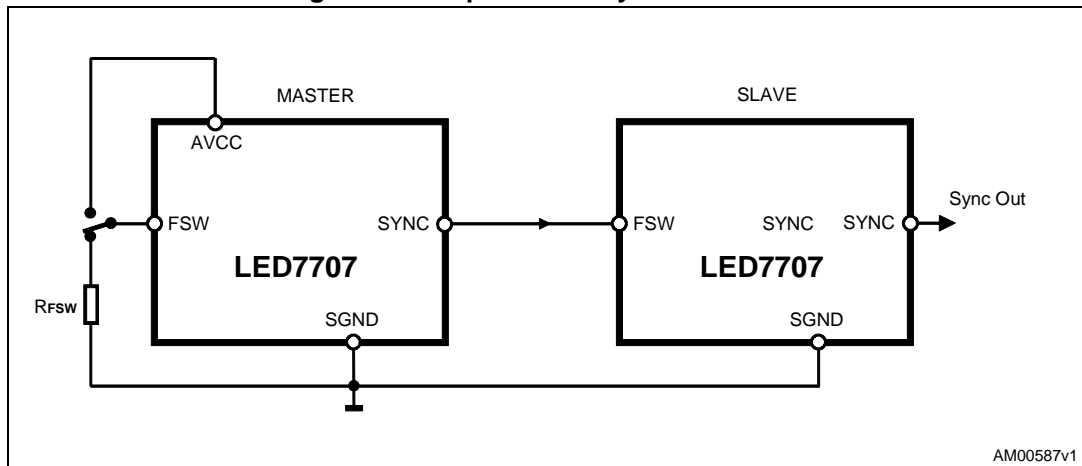 MASTER
SLAVE
AVCC
FSW
SYNC
FSW
SYNC
SYNC
Sync Out
LED7707
LED7707
RFSW
SGND
SGND
AM00587v1